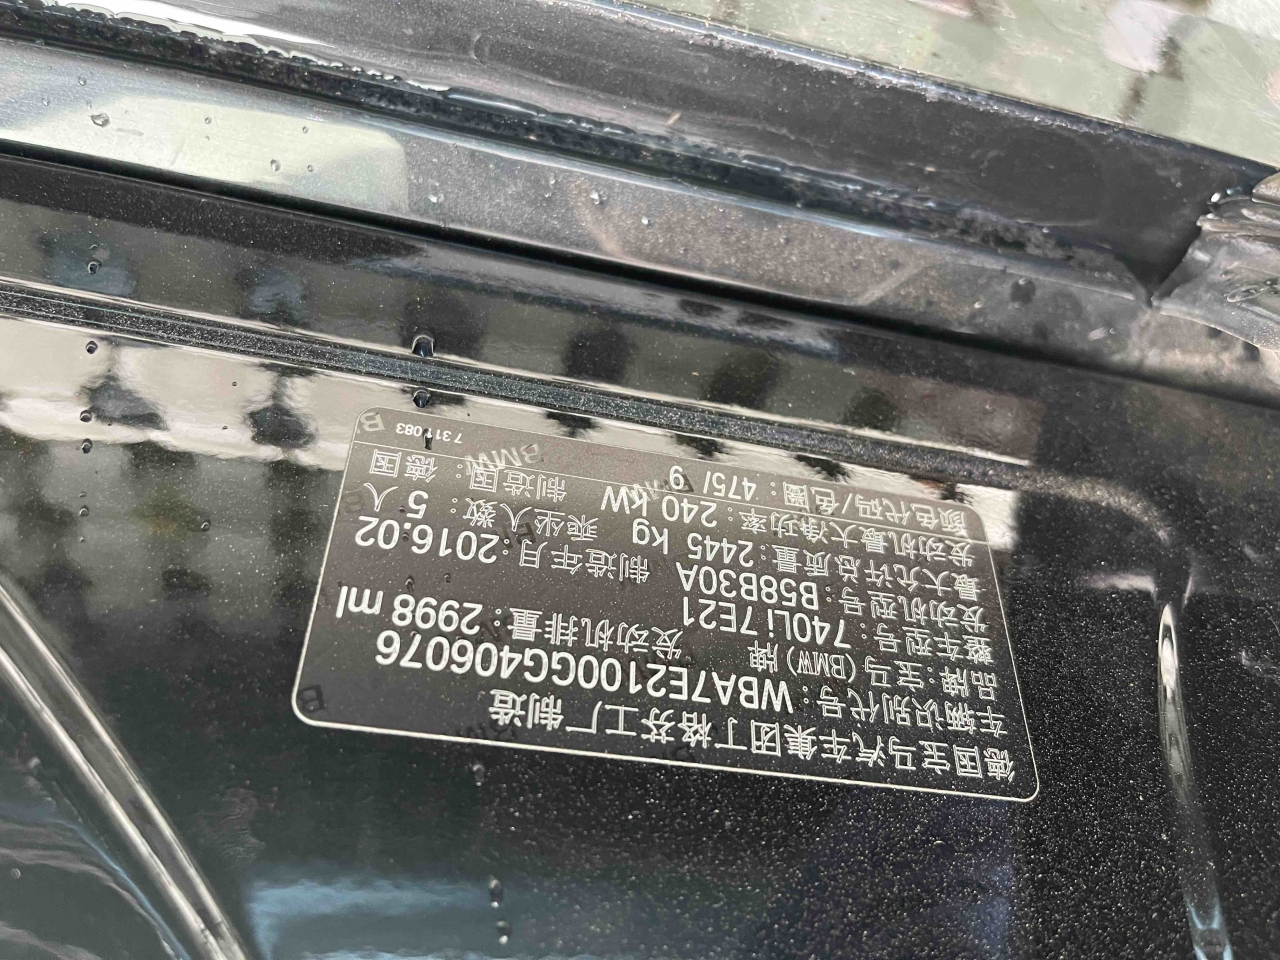 德国宝马汽车集团丁格芬工厂制造
车辆识别代号：WBA7E2100GG406076
品牌：宝马(BMW)牌 发动机排量：2998 ml
整车型号：740Li 7E21
发动机型号：B58B30A 制造年月：2016.02
最大允许总质量：2445 kg 乘坐人数：5 人
发动机最大净功率：240 kW 制造国：德国
颜色代码/色圈：475/ 9